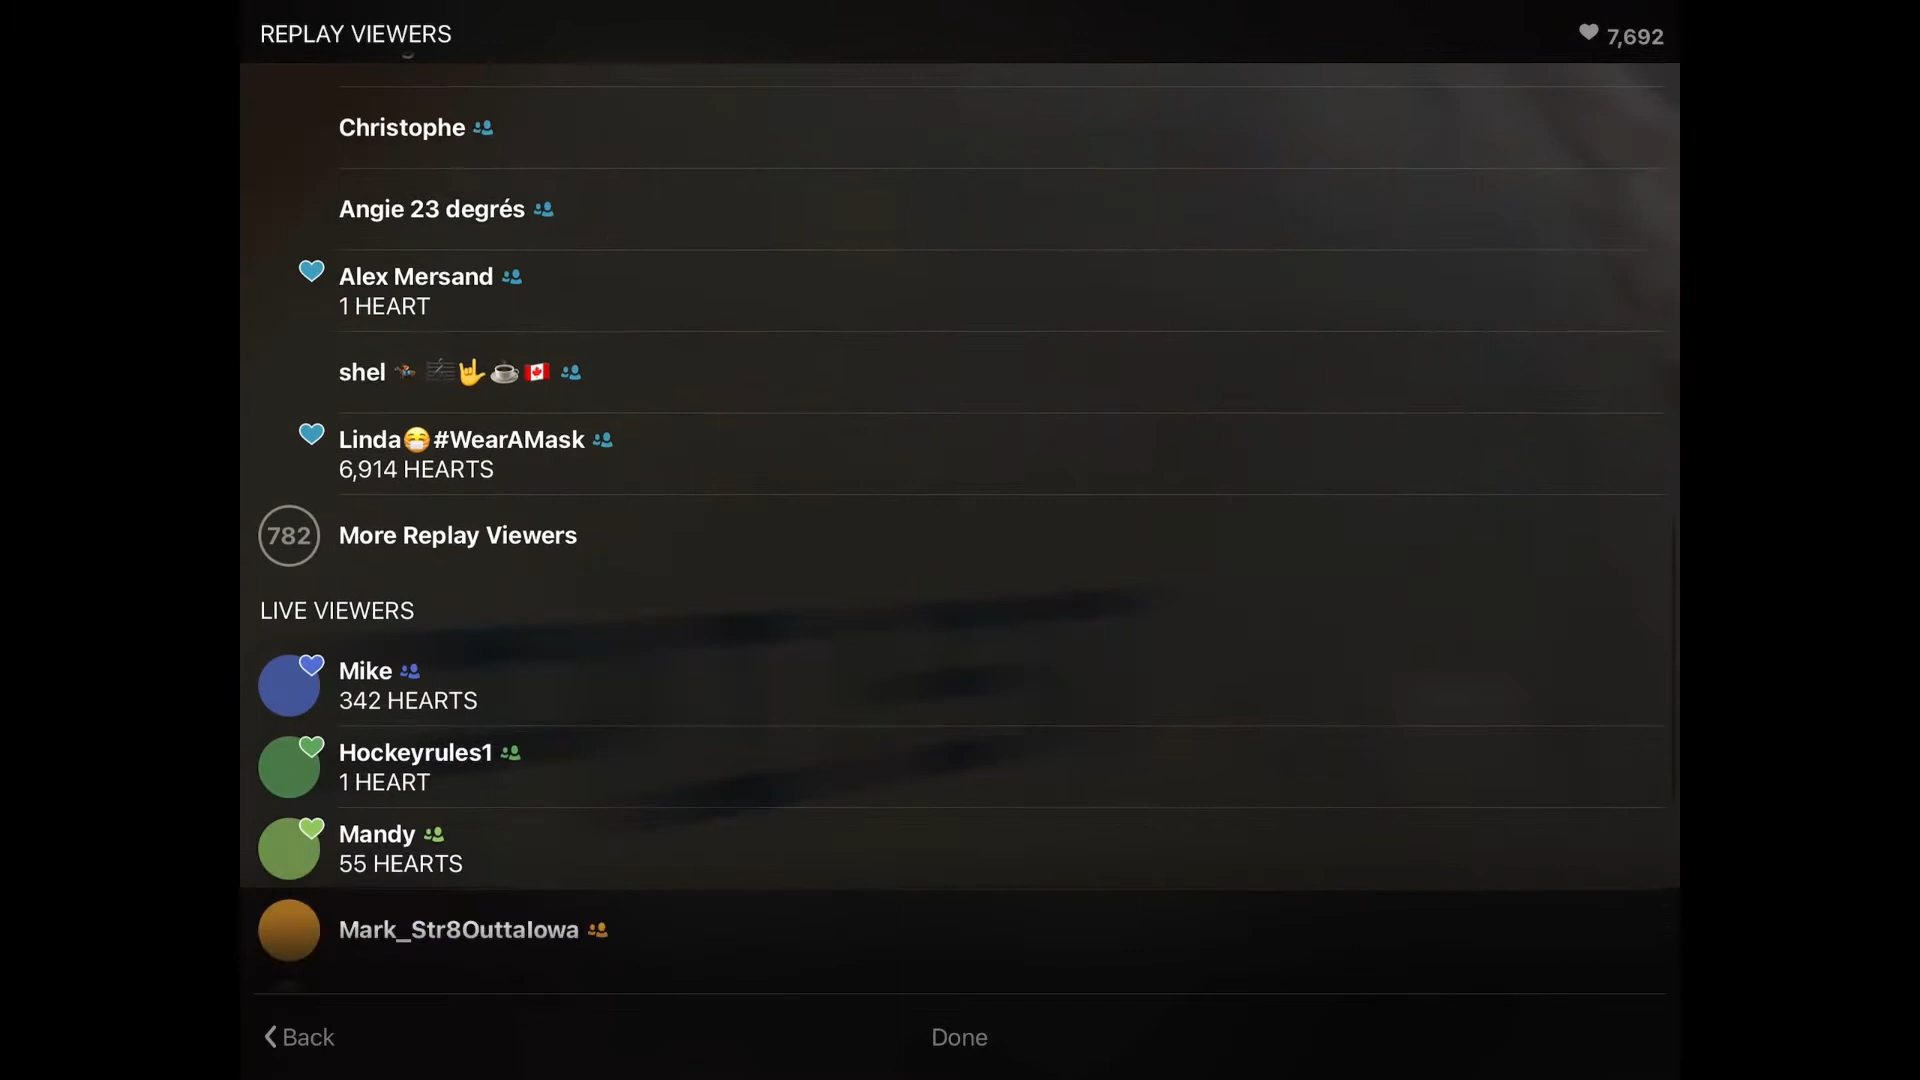 REPLAY VIEWERS
7,692
Christophe
Angie 23 degrés
Alex Mersand
1 HEART
shel 🏇🎼🤟☕🇨🇦
Linda😷#WearAMask
6,914 HEARTS
782 More Replay Viewers
LIVE VIEWERS
Mike
342 HEARTS
Hockeyrules1
1 HEART
Mandy
55 HEARTS
Mark_Str8OuttaIowa
Back
Done